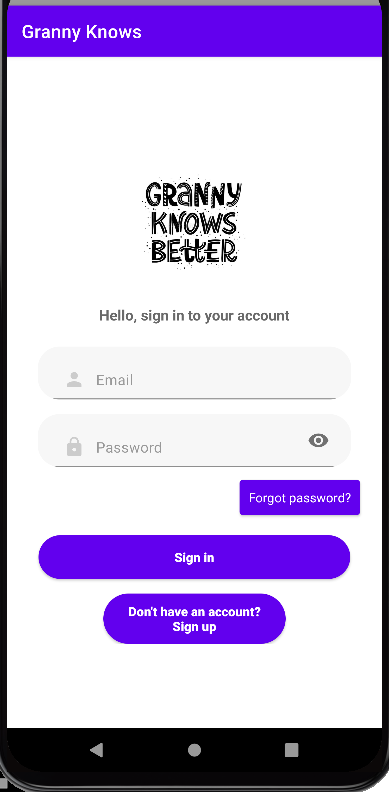 Granny Knows
GRANNY
KNOWS
BEttER
Hello, sign in to your account
Email
Password
Forgot password?
Sign in
Don't have an account?
Sign up